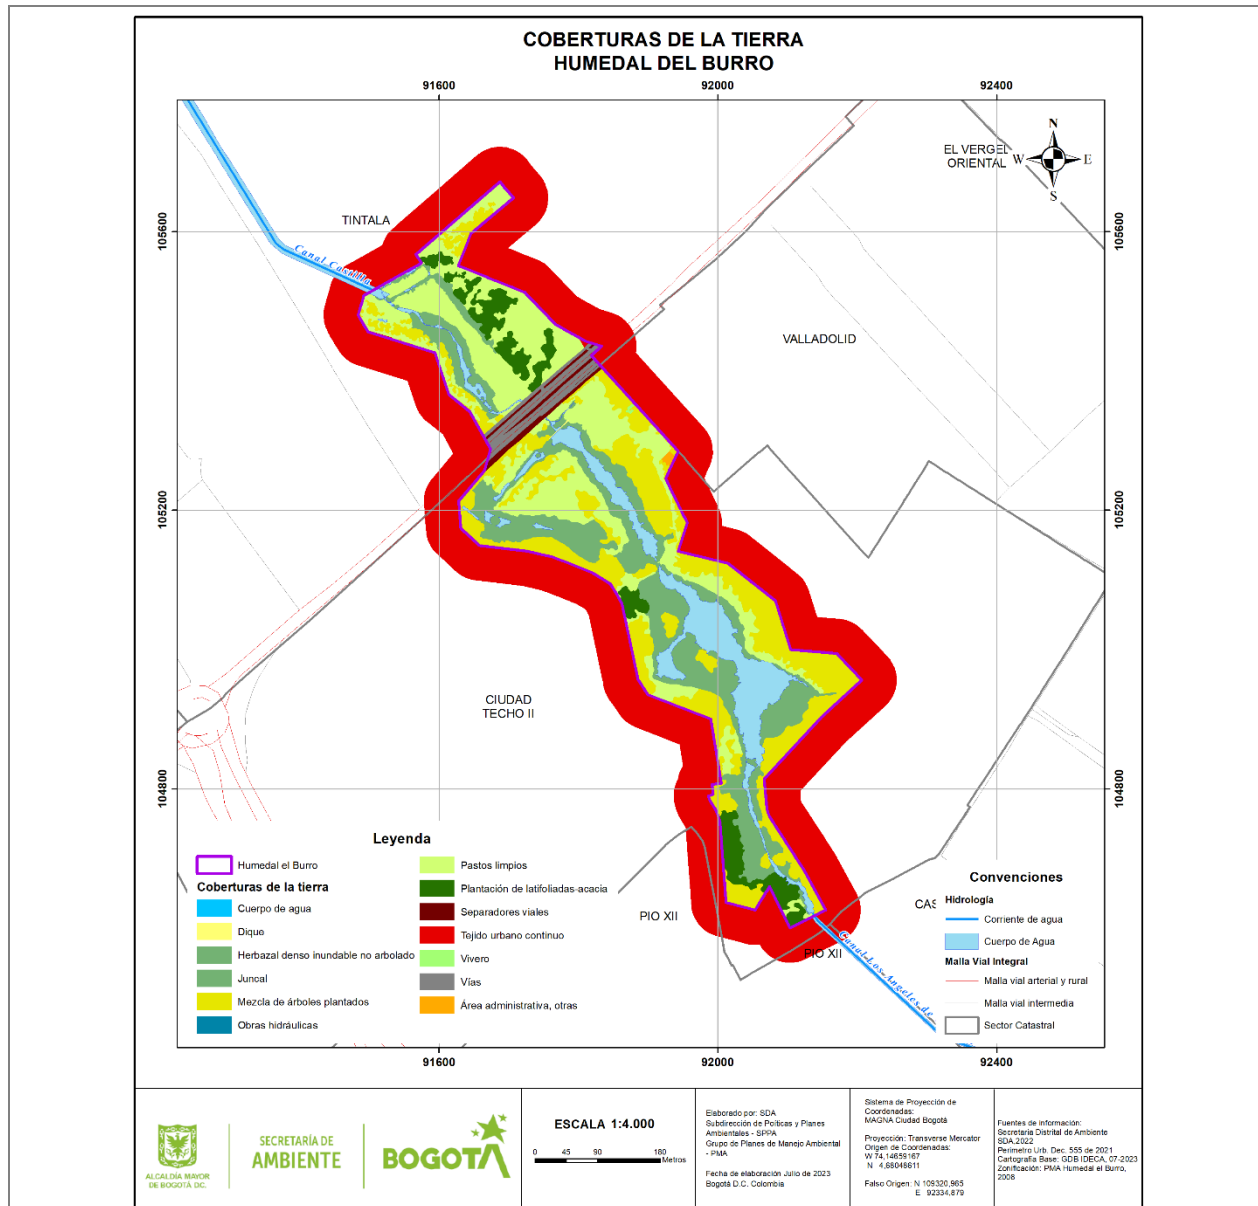 COBERTURAS DE LA TIERRA
HUMEDAL DEL BURRO
91600
92000
92400
EL VERGEL
ORIENTAL
N
W
E
S
TINTALA
105600
105600
Canal Castilla
VALLADOLID
105200
105200
CIUDAD
TECHO II
104800
104800
PIO XII
PIO XII
CAS
Canal Los Angeles de
Leyenda
Humedal el Burro
Coberturas de la tierra
Cuerpo de agua
Dique
Herbazal denso inundable no arbolado
Juncal
Mezcla de árboles plantados
Obras hidráulicas
Pastos limpios
Plantación de latifoliadas-acacia
Separadores viales
Tejido urbano continuo
Vivero
Vías
Área administrativa, otras
Convenciones
Hidrología
Corriente de agua
Cuerpo de Agua
Malla Vial Integral
Malla vial arterial y rural
Malla vial intermedia
Sector Catastral
91600
92000
92400
ALCALDÍA MAYOR
DE BOGOTÁ D.C.
SECRETARÍA DE
AMBIENTE
BOGOTÁ
ESCALA 1:4.000
0 45 90 180
Metros
Elaborado por: SDA
Subdirección de Políticas y Planes
Ambientales - SPPA
Grupo de Planes de Manejo Ambiental
- PMA
Fecha de elaboración Julio de 2023
Bogotá D.C. Colombia
Sistema de Proyección de
Coordenadas:
MAGNA Ciudad Bogotá
Proyección: Transverse Mercator
Origen de Coordenadas:
W 74,14659167
N 4,68048611
Falso Origen: N 109320,965
E 92334,879
Fuentes de información:
Secretaria Distrital de Ambiente
SDA,2022
Perimetro Urb. Dec. 555 de 2021
Cartografía Base: GDB IDECA, 07-2023
Zonificación: PMA Humedal el Burro,
2008